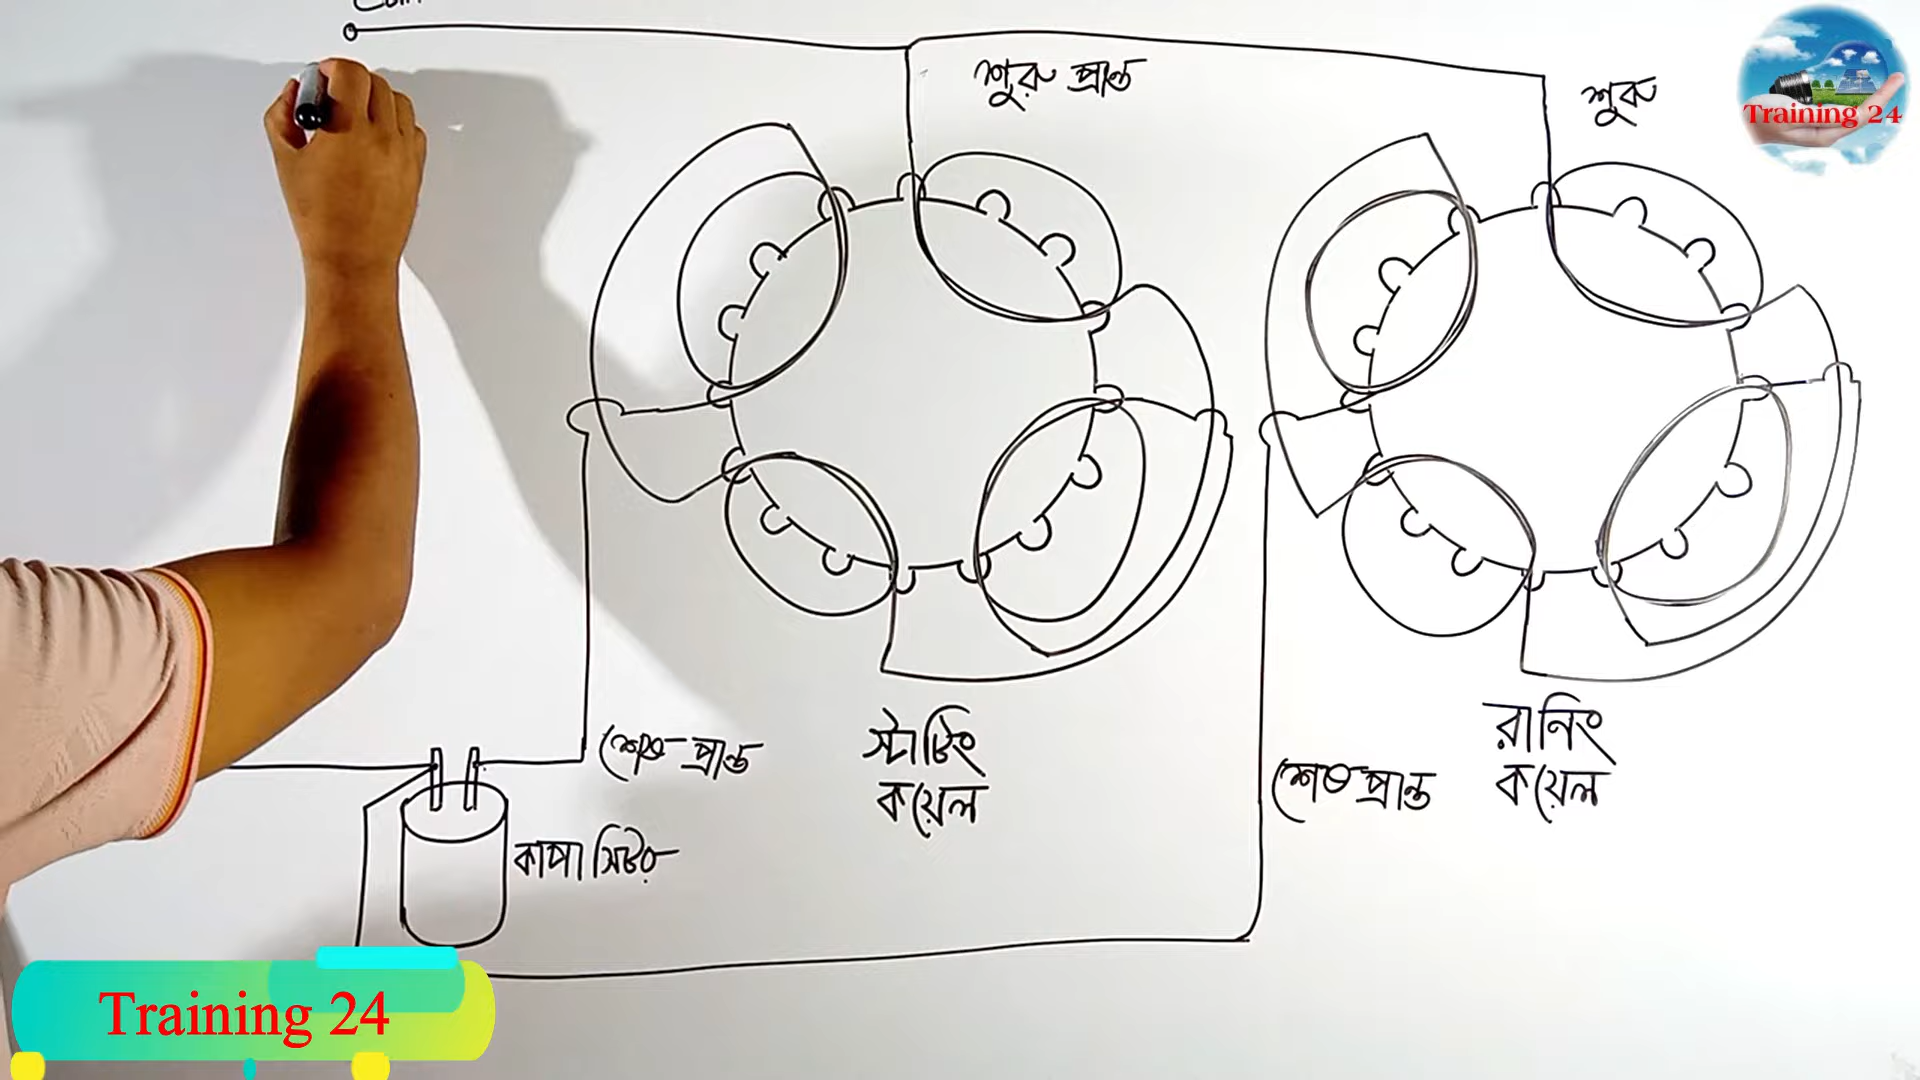 শুরু প্রান্ত
শুরু
Training 24
শেষ প্রান্ত
স্টাটিং
কয়েল
রানিং
কয়েল
শেষ প্রান্ত
কাপাসিটর
Training 24